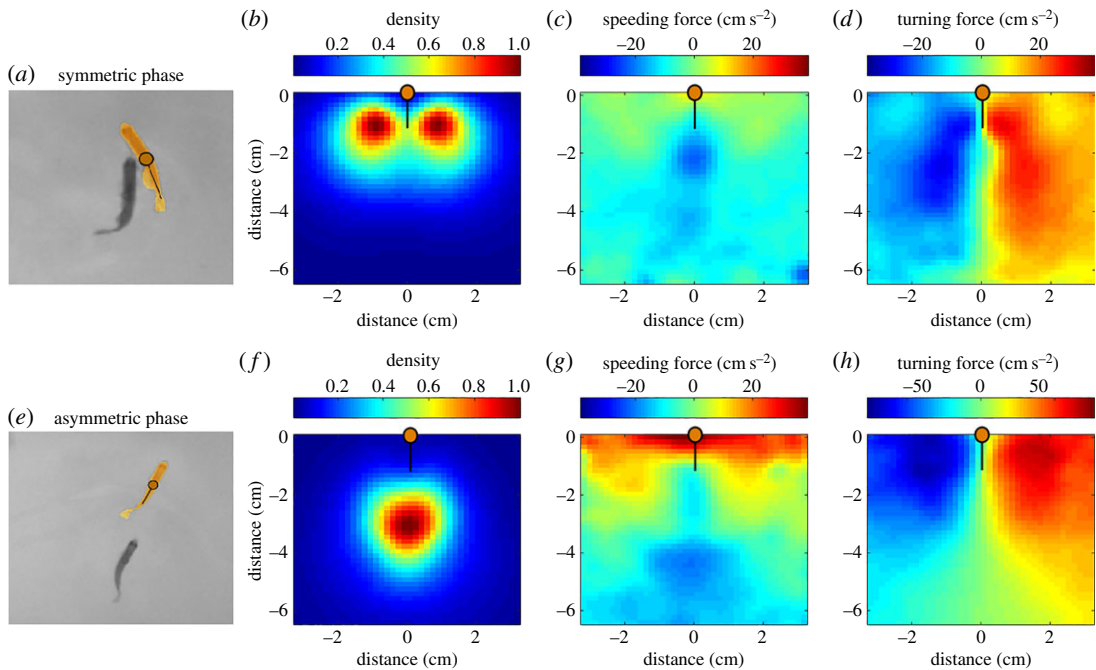 (b) density (c) speeding force (cm s–2) (d) turning force (cm s–2)
0.2 0.4 0.6 0.8 1.0 –20 0 20 –20 0 20
(a) symmetric phase
0 0 0
–2 –2 –2
distance (cm) distance (cm)
–4 –4 –4
–6 –6 –6
–2 0 2 –2 0 2 –2 0 2
distance (cm) distance (cm) distance (cm)
(f) density (g) speeding force (cm s–2) (h) turning force (cm s–2)
0.2 0.4 0.6 0.8 1.0 –20 0 20 –50 0 50
(e) asymmetric phase
0 0 0
–2 –2 –2
distance (cm) distance (cm)
–4 –4 –4
–6 –6 –6
–2 0 2 –2 0 2 –2 0 2
distance (cm) distance (cm) distance (cm)